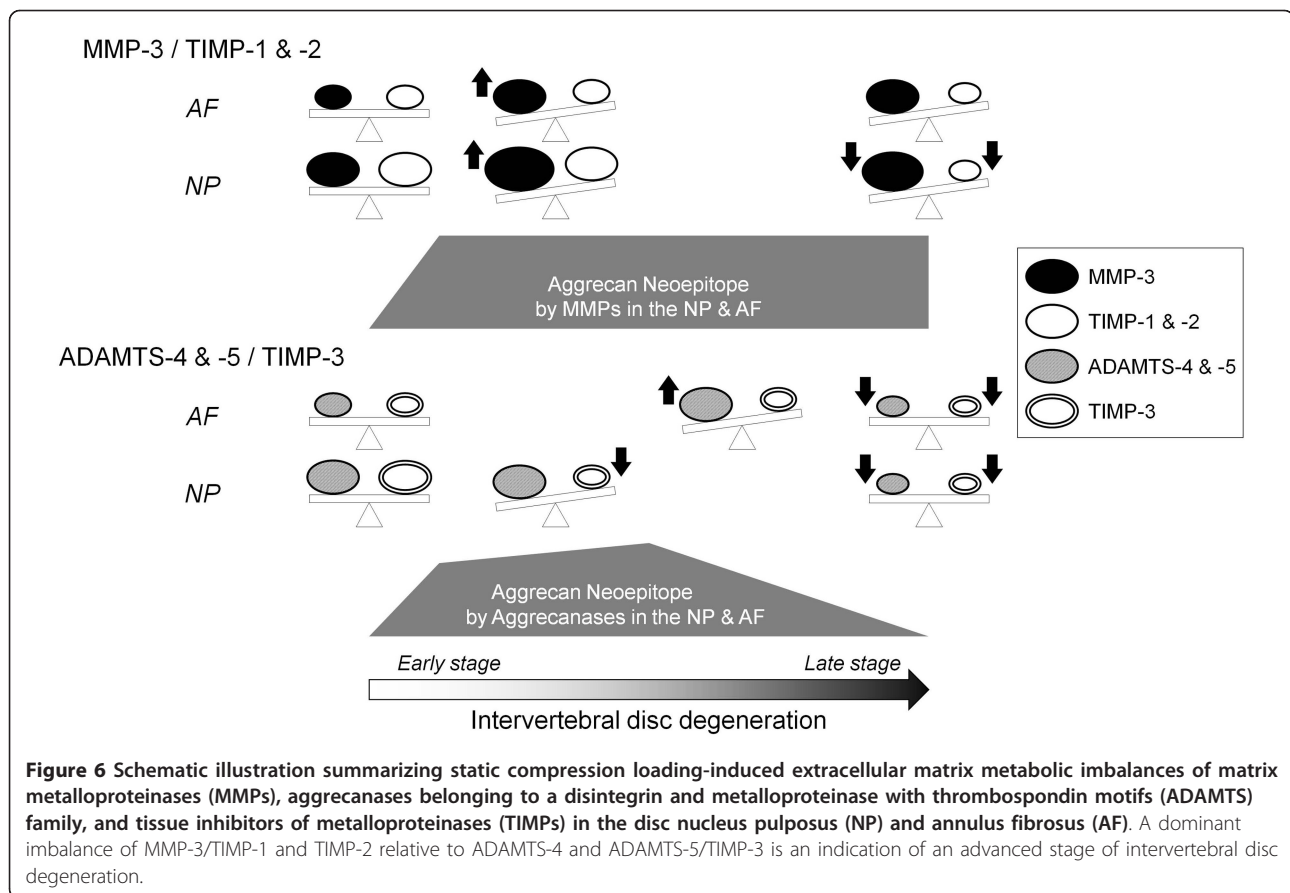 MMP-3 / TIMP-1 & -2
AF
NP
Aggrecan Neoepitope
by MMPs in the NP & AF
MMP-3
TIMP-1 & -2
ADAMTS-4 & -5
TIMP-3
ADAMTS-4 & -5 / TIMP-3
AF
NP
Aggrecan Neoepitope
by Aggrecanases in the NP & AF
Early stage
Late stage
Intervertebral disc degeneration
Figure 6 Schematic illustration summarizing static compression loading-induced extracellular matrix metabolic imbalances of matrix
metalloproteinases (MMPs), aggrecanases belonging to a disintegrin and metalloproteinase with thrombospondin motifs (ADAMTS)
family, and tissue inhibitors of metalloproteinases (TIMPs) in the disc nucleus pulposus (NP) and annulus fibrosus (AF). A dominant
imbalance of MMP-3/TIMP-1 and TIMP-2 relative to ADAMTS-4 and ADAMTS-5/TIMP-3 is an indication of an advanced stage of intervertebral disc
degeneration.